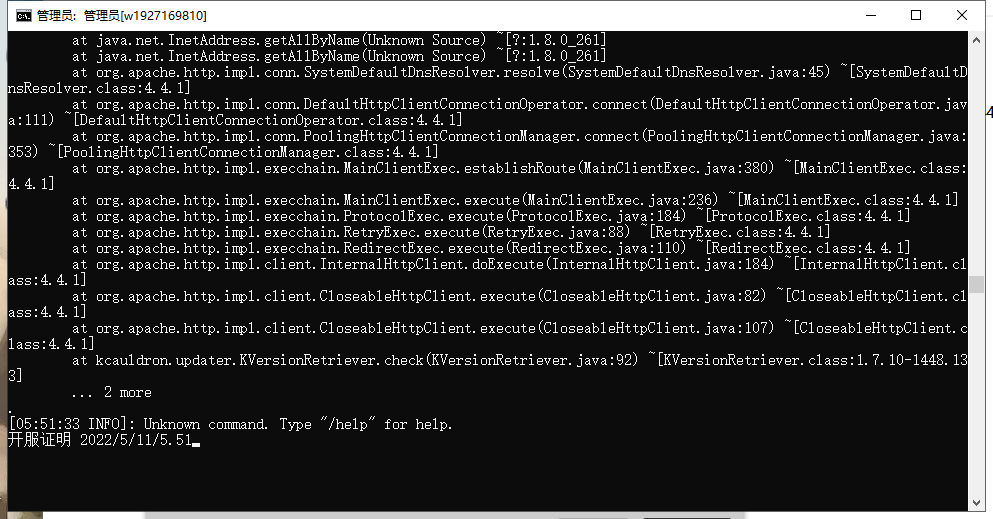 管理员: 管理员[w1927169810]
at java.net.InetAddress.getAllByName(Unknown Source) ~[?:1.8.0_261]
at java.net.InetAddress.getAllByName(Unknown Source) ~[?:1.8.0_261]
at org.apache.http.impl.conn.SystemDefaultDnsResolver.resolve(SystemDefaultDnsResolver.java:45) ~[SystemDefaultD
nsResolver.class:4.4.1]
at org.apache.http.impl.conn.DefaultHttpClientConnectionOperator.connect(DefaultHttpClientConnectionOperator.jav
a:111) ~[DefaultHttpClientConnectionOperator.class:4.4.1]
at org.apache.http.impl.conn.PoolingHttpClientConnectionManager.connect(PoolingHttpClientConnectionManager.java:
353) ~[PoolingHttpClientConnectionManager.class:4.4.1]
at org.apache.http.impl.execchain.MainClientExec.establishRoute(MainClientExec.java:380) ~[MainClientExec.class:
4.4.1]
at org.apache.http.impl.execchain.MainClientExec.execute(MainClientExec.java:236) ~[MainClientExec.class:4.4.1]
at org.apache.http.impl.execchain.ProtocolExec.execute(ProtocolExec.java:184) ~[ProtocolExec.class:4.4.1]
at org.apache.http.impl.execchain.RetryExec.execute(RetryExec.java:88) ~[RetryExec.class:4.4.1]
at org.apache.http.impl.execchain.RedirectExec.execute(RedirectExec.java:110) ~[RedirectExec.class:4.4.1]
at org.apache.http.impl.client.InternalHttpClient.doExecute(InternalHttpClient.java:184) ~[InternalHttpClient.cl
ass:4.4.1]
at org.apache.http.impl.client.CloseableHttpClient.execute(CloseableHttpClient.java:82) ~[CloseableHttpClient.cl
ass:4.4.1]
at org.apache.http.impl.client.CloseableHttpClient.execute(CloseableHttpClient.java:107) ~[CloseableHttpClient.c
lass:4.4.1]
at kcauldron.updater.KVersionRetriever.check(KVersionRetriever.java:92) ~[KVersionRetriever.class:1.7.10-1448.13
3]
... 2 more
.
[05:51:33 INFO]: Unknown command. Type "/help" for help.
开服证明 2022/5/11/5.51
4